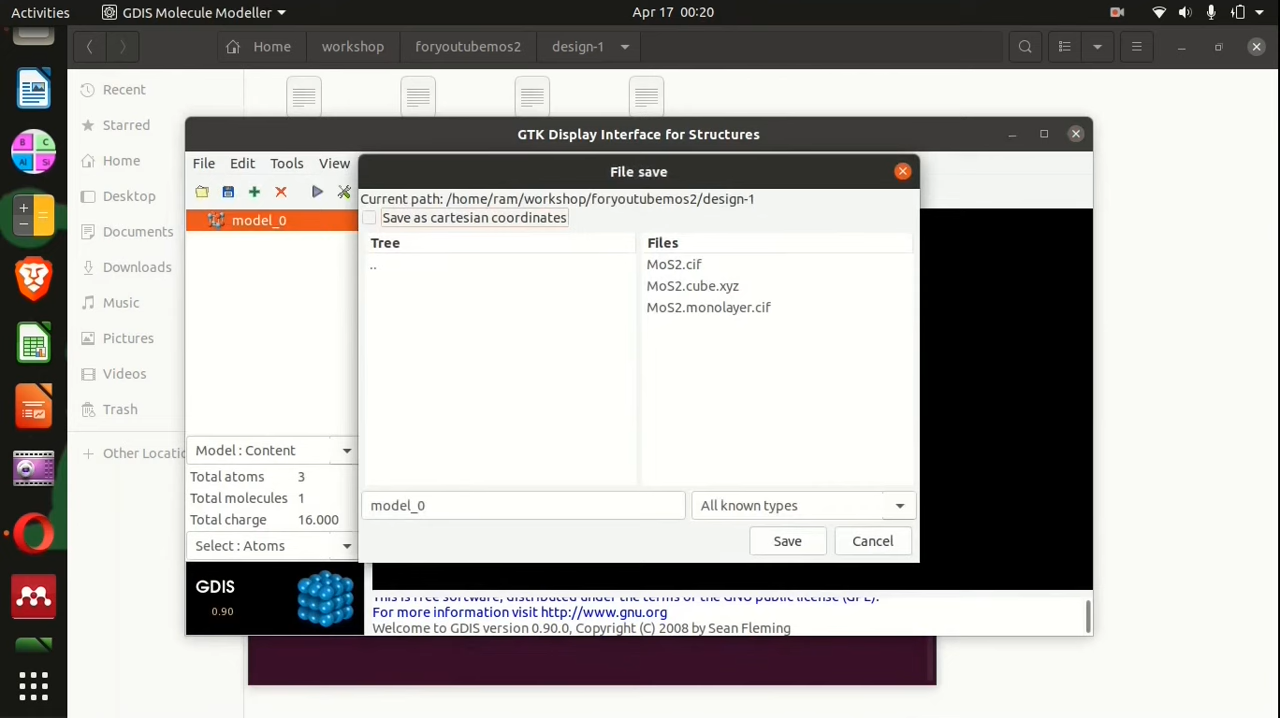 Activities
GDIS Molecule Modeller
Apr 17 00:20
Home
workshop
foryoutubemos2
design-1
Recent
Starred
Home
Desktop
Documents
Downloads
Music
Pictures
Videos
Trash
Other Locatio
GTK Display Interface for Structures
File
Edit
Tools
View
model_0
Model : Content
Total atoms 3
Total molecules 1
Total charge 16.000
Select : Atoms
GDIS
0.90
File save
Current path: /home/ram/workshop/foryoutubemos2/design-1
Save as cartesian coordinates
Tree
Files
..
MoS2.cif
MoS2.cube.xyz
MoS2.monolayer.cif
model_0
All known types
Save
Cancel
This is free software, distributed under the terms of the GNU public license (GPL).
For more information visit http://www.gnu.org
Welcome to GDIS version 0.90.0, Copyright (C) 2008 by Sean Fleming